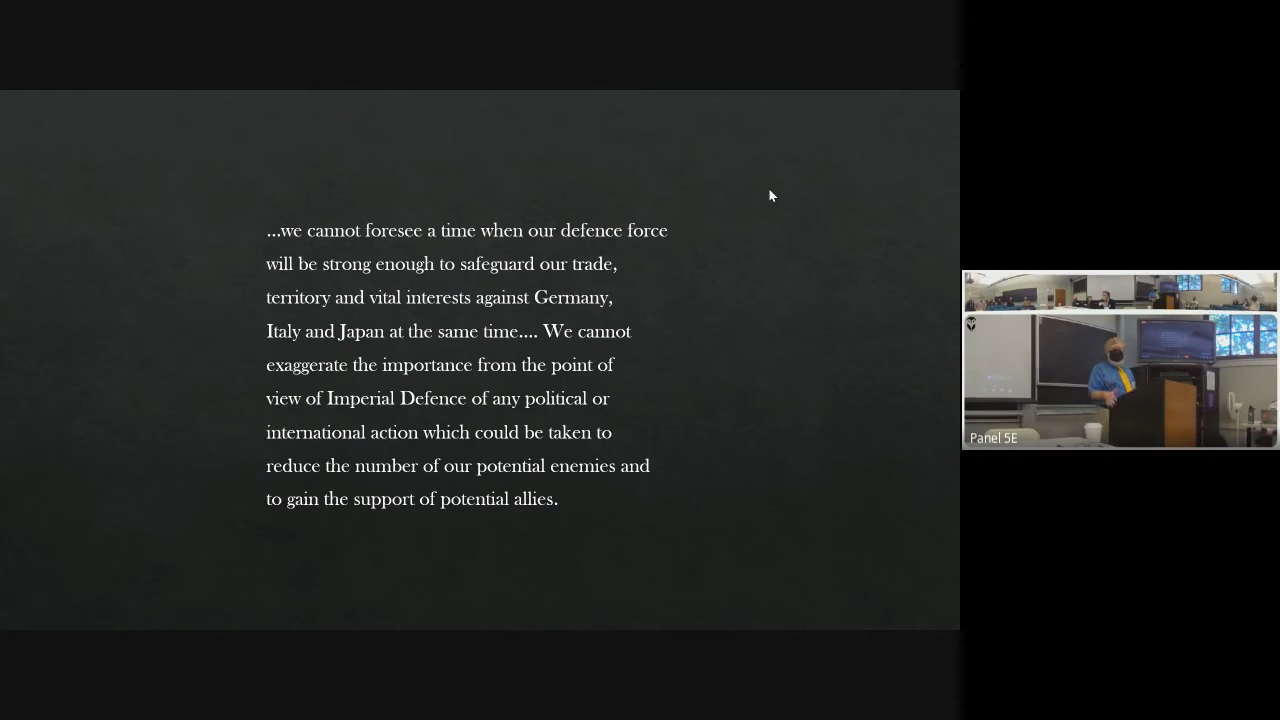 ...we cannot foresee a time when our defence force
will be strong enough to safeguard our trade,
territory and vital interests against Germany,
Italy and Japan at the same time.... We cannot
exaggerate the importance from the point of
view of Imperial Defence of any political or
international action which could be taken to
reduce the number of our potential enemies and
to gain the support of potential allies.
Panel 5E